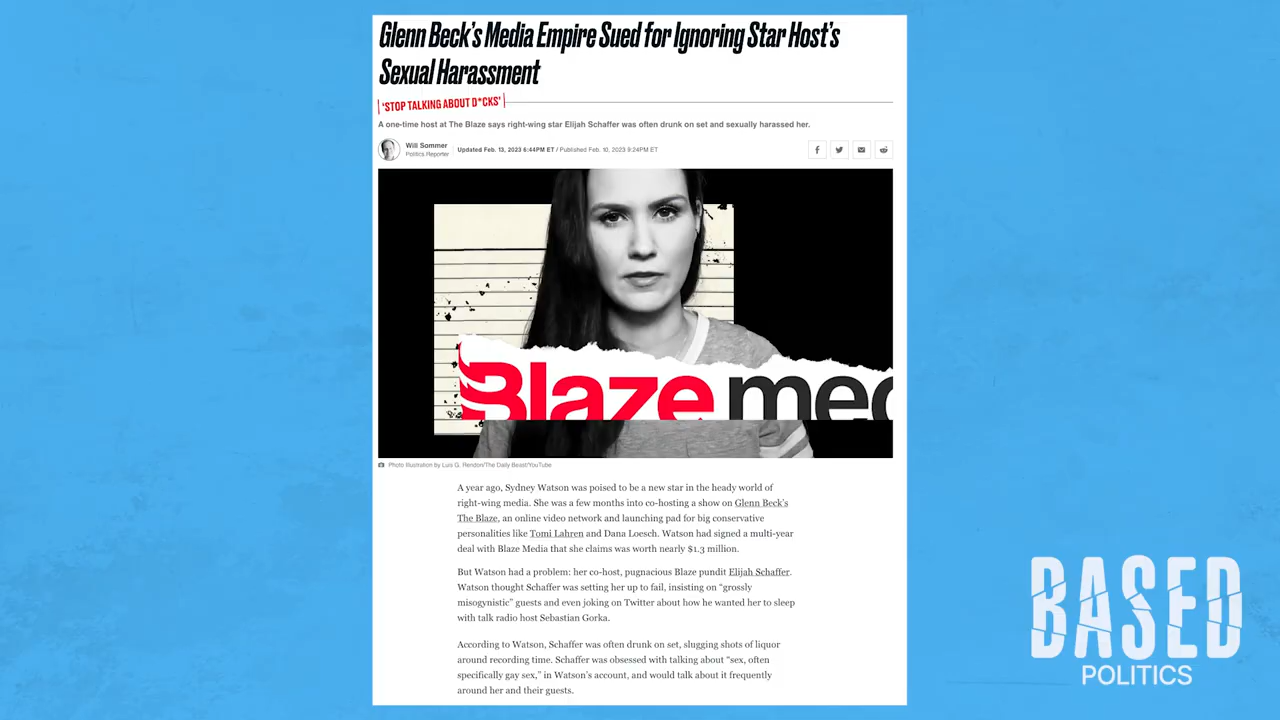 Glenn Beck's Media Empire Sued for Ignoring Star Host's
Sexual Harassment
'STOP TALKING ABOUT D*CKS'
A one-time host at The Blaze says right-wing star Elijah Schaffer was often drunk on set and sexually harassed her.
Will Sommer
Politics Reporter
Updated Feb. 13, 2023 6:44PM ET / Published Feb. 10, 2023 9:24PM ET
Blaze med
Photo Illustration by Luis G. Rendon/The Daily Beast/YouTube
A year ago, Sydney Watson was poised to be a new star in the heady world of
right-wing media. She was a few months into co-hosting a show on Glenn Beck's
The Blaze, an online video network and launching pad for big conservative
personalities like Tomi Lahren and Dana Loesch. Watson had signed a multi-year
deal with Blaze Media that she claims was worth nearly $1.3 million.
But Watson had a problem: her co-host, pugnacious Blaze pundit Elijah Schaffer.
Watson thought Schaffer was setting her up to fail, insisting on "grossly
misogynistic" guests and even joking on Twitter about how he wanted her to sleep
with talk radio host Sebastian Gorka.
According to Watson, Schaffer was often drunk on set, slugging shots of liquor
around recording time. Schaffer was obsessed with talking about "sex, often
specifically gay sex," in Watson's account, and would talk about it frequently
around her and their guests.
BASED
POLITICS